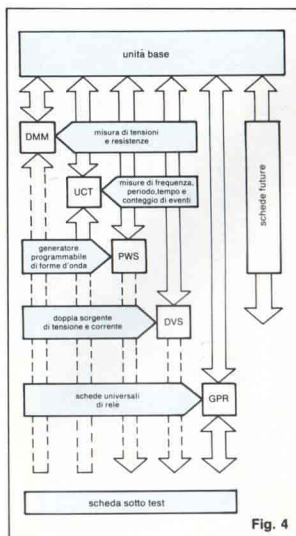 unità base
DMM
misura di tensioni
e resistenze
UCT
misure di frequenza,
periodo, tempo e
conteggio di eventi
schede future
generatore
programmabile
di forme d'onda
PWS
doppia sorgente
di tensione e corrente
DVS
schede universali
di rele
GPR
scheda sotto test
Fig. 4